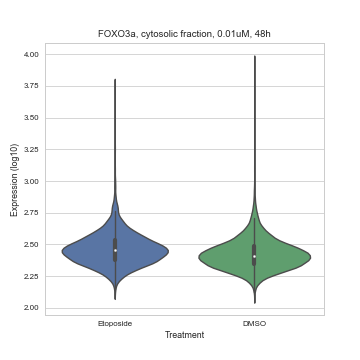 FOXO3a, cytosolic fraction, 0.01uM, 48h
4.00
3.75
3.50
3.25
3.00
2.75
2.50
2.25
2.00
Expression (log10)
Etoposide
DMSO
Treatment